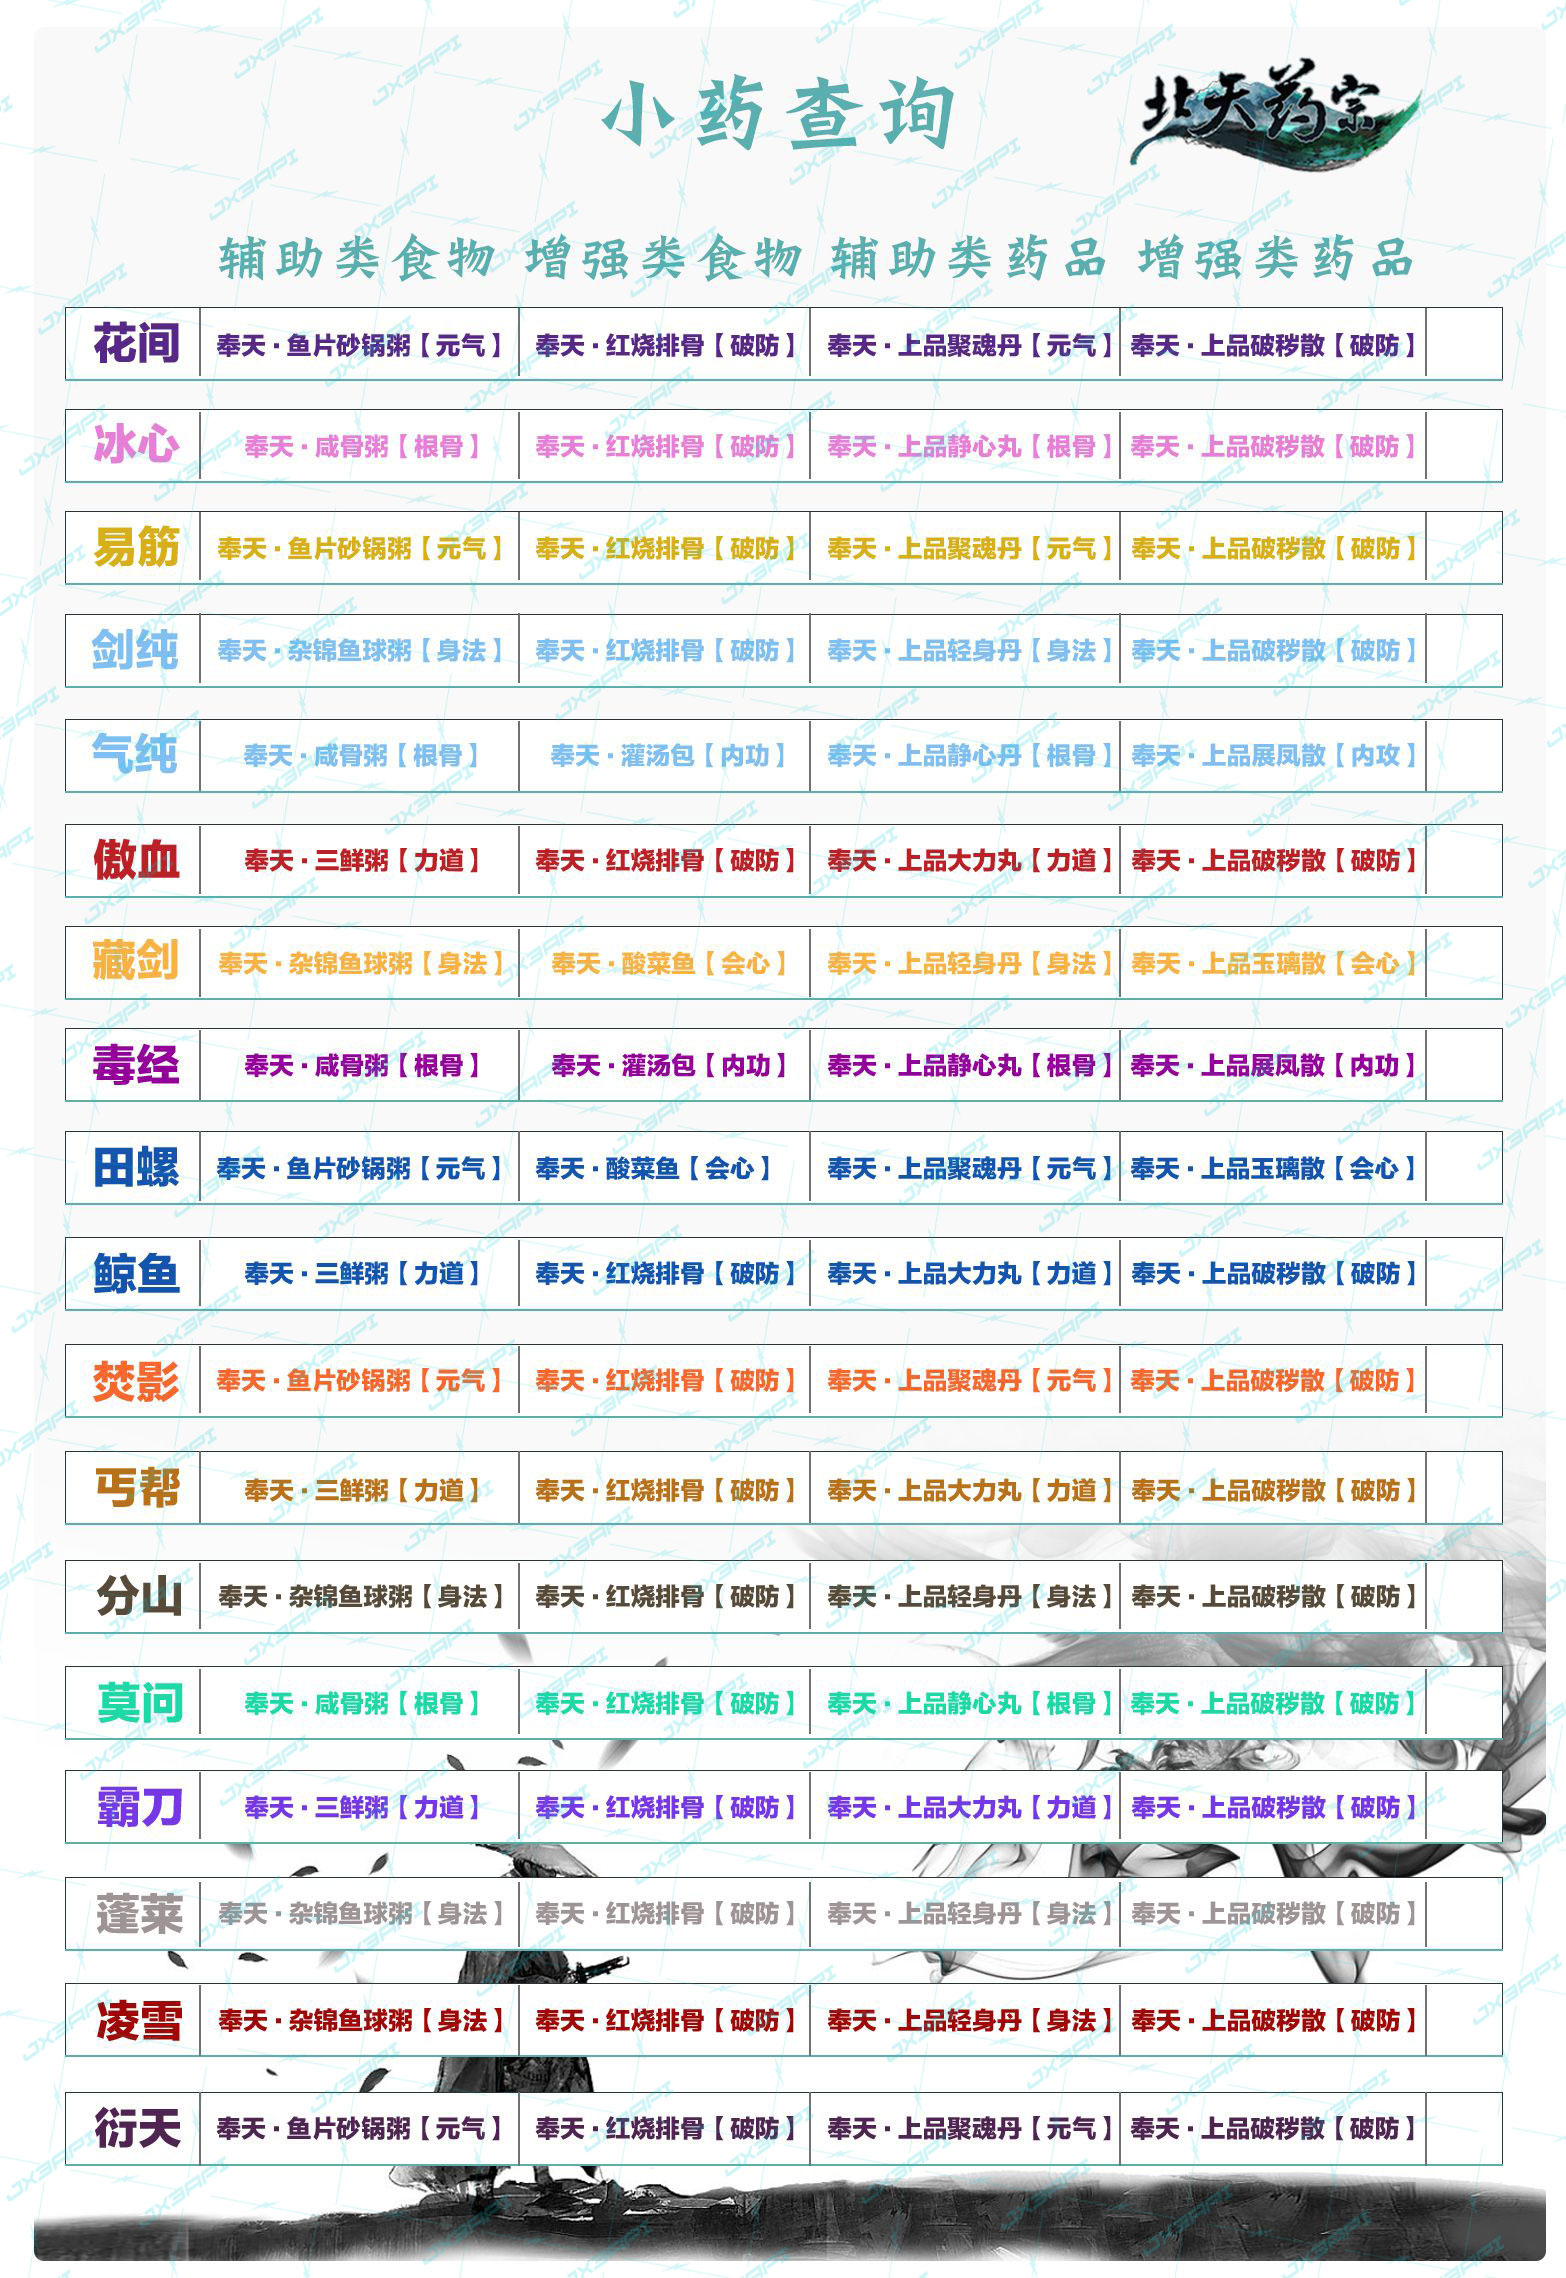 小药查询
北天药宗
辅助类食物 增强类食物 辅助类药品 增强类药品
花间 奉天·鱼片砂锅粥【元气】 奉天·红烧排骨【破防】 奉天·上品聚魂丹【元气】 奉天·上品破秽散【破防】
冰心 奉天·咸骨粥【根骨】 奉天·红烧排骨【破防】 奉天·上品静心丸【根骨】 奉天·上品破秽散【破防】
易筋 奉天·鱼片砂锅粥【元气】 奉天·红烧排骨【破防】 奉天·上品聚魂丹【元气】 奉天·上品破秽散【破防】
剑纯 奉天·杂锦鱼球粥【身法】 奉天·红烧排骨【破防】 奉天·上品轻身丹【身法】 奉天·上品破秽散【破防】
气纯 奉天·咸骨粥【根骨】 奉天·灌汤包【内功】 奉天·上品静心丹【根骨】 奉天·上品展凤散【内攻】
傲血 奉天·三鲜粥【力道】 奉天·红烧排骨【破防】 奉天·上品大力丸【力道】 奉天·上品破秽散【破防】
藏剑 奉天·杂锦鱼球粥【身法】 奉天·酸菜鱼【会心】 奉天·上品轻身丹【身法】 奉天·上品玉璃散【会心】
毒经 奉天·咸骨粥【根骨】 奉天·灌汤包【内功】 奉天·上品静心丸【根骨】 奉天·上品展凤散【内功】
田螺 奉天·鱼片砂锅粥【元气】 奉天·酸菜鱼【会心】 奉天·上品聚魂丹【元气】 奉天·上品玉璃散【会心】
鲸鱼 奉天·三鲜粥【力道】 奉天·红烧排骨【破防】 奉天·上品大力丸【力道】 奉天·上品破秽散【破防】
焚影 奉天·鱼片砂锅粥【元气】 奉天·红烧排骨【破防】 奉天·上品聚魂丹【元气】 奉天·上品破秽散【破防】
丐帮 奉天·三鲜粥【力道】 奉天·红烧排骨【破防】 奉天·上品大力丸【力道】 奉天·上品破秽散【破防】
分山 奉天·杂锦鱼球粥【身法】 奉天·红烧排骨【破防】 奉天·上品轻身丹【身法】 奉天·上品破秽散【破防】
莫问 奉天·咸骨粥【根骨】 奉天·红烧排骨【破防】 奉天·上品静心丸【根骨】 奉天·上品破秽散【破防】
霸刀 奉天·三鲜粥【力道】 奉天·红烧排骨【破防】 奉天·上品大力丸【力道】 奉天·上品破秽散【破防】
蓬莱 奉天·杂锦鱼球粥【身法】 奉天·红烧排骨【破防】 奉天·上品轻身丹【身法】 奉天·上品破秽散【破防】
凌雪 奉天·杂锦鱼球粥【身法】 奉天·红烧排骨【破防】 奉天·上品轻身丹【身法】 奉天·上品破秽散【破防】
衍天 奉天·鱼片砂锅粥【元气】 奉天·红烧排骨【破防】 奉天·上品聚魂丹【元气】 奉天·上品破秽散【破防】
JX3API